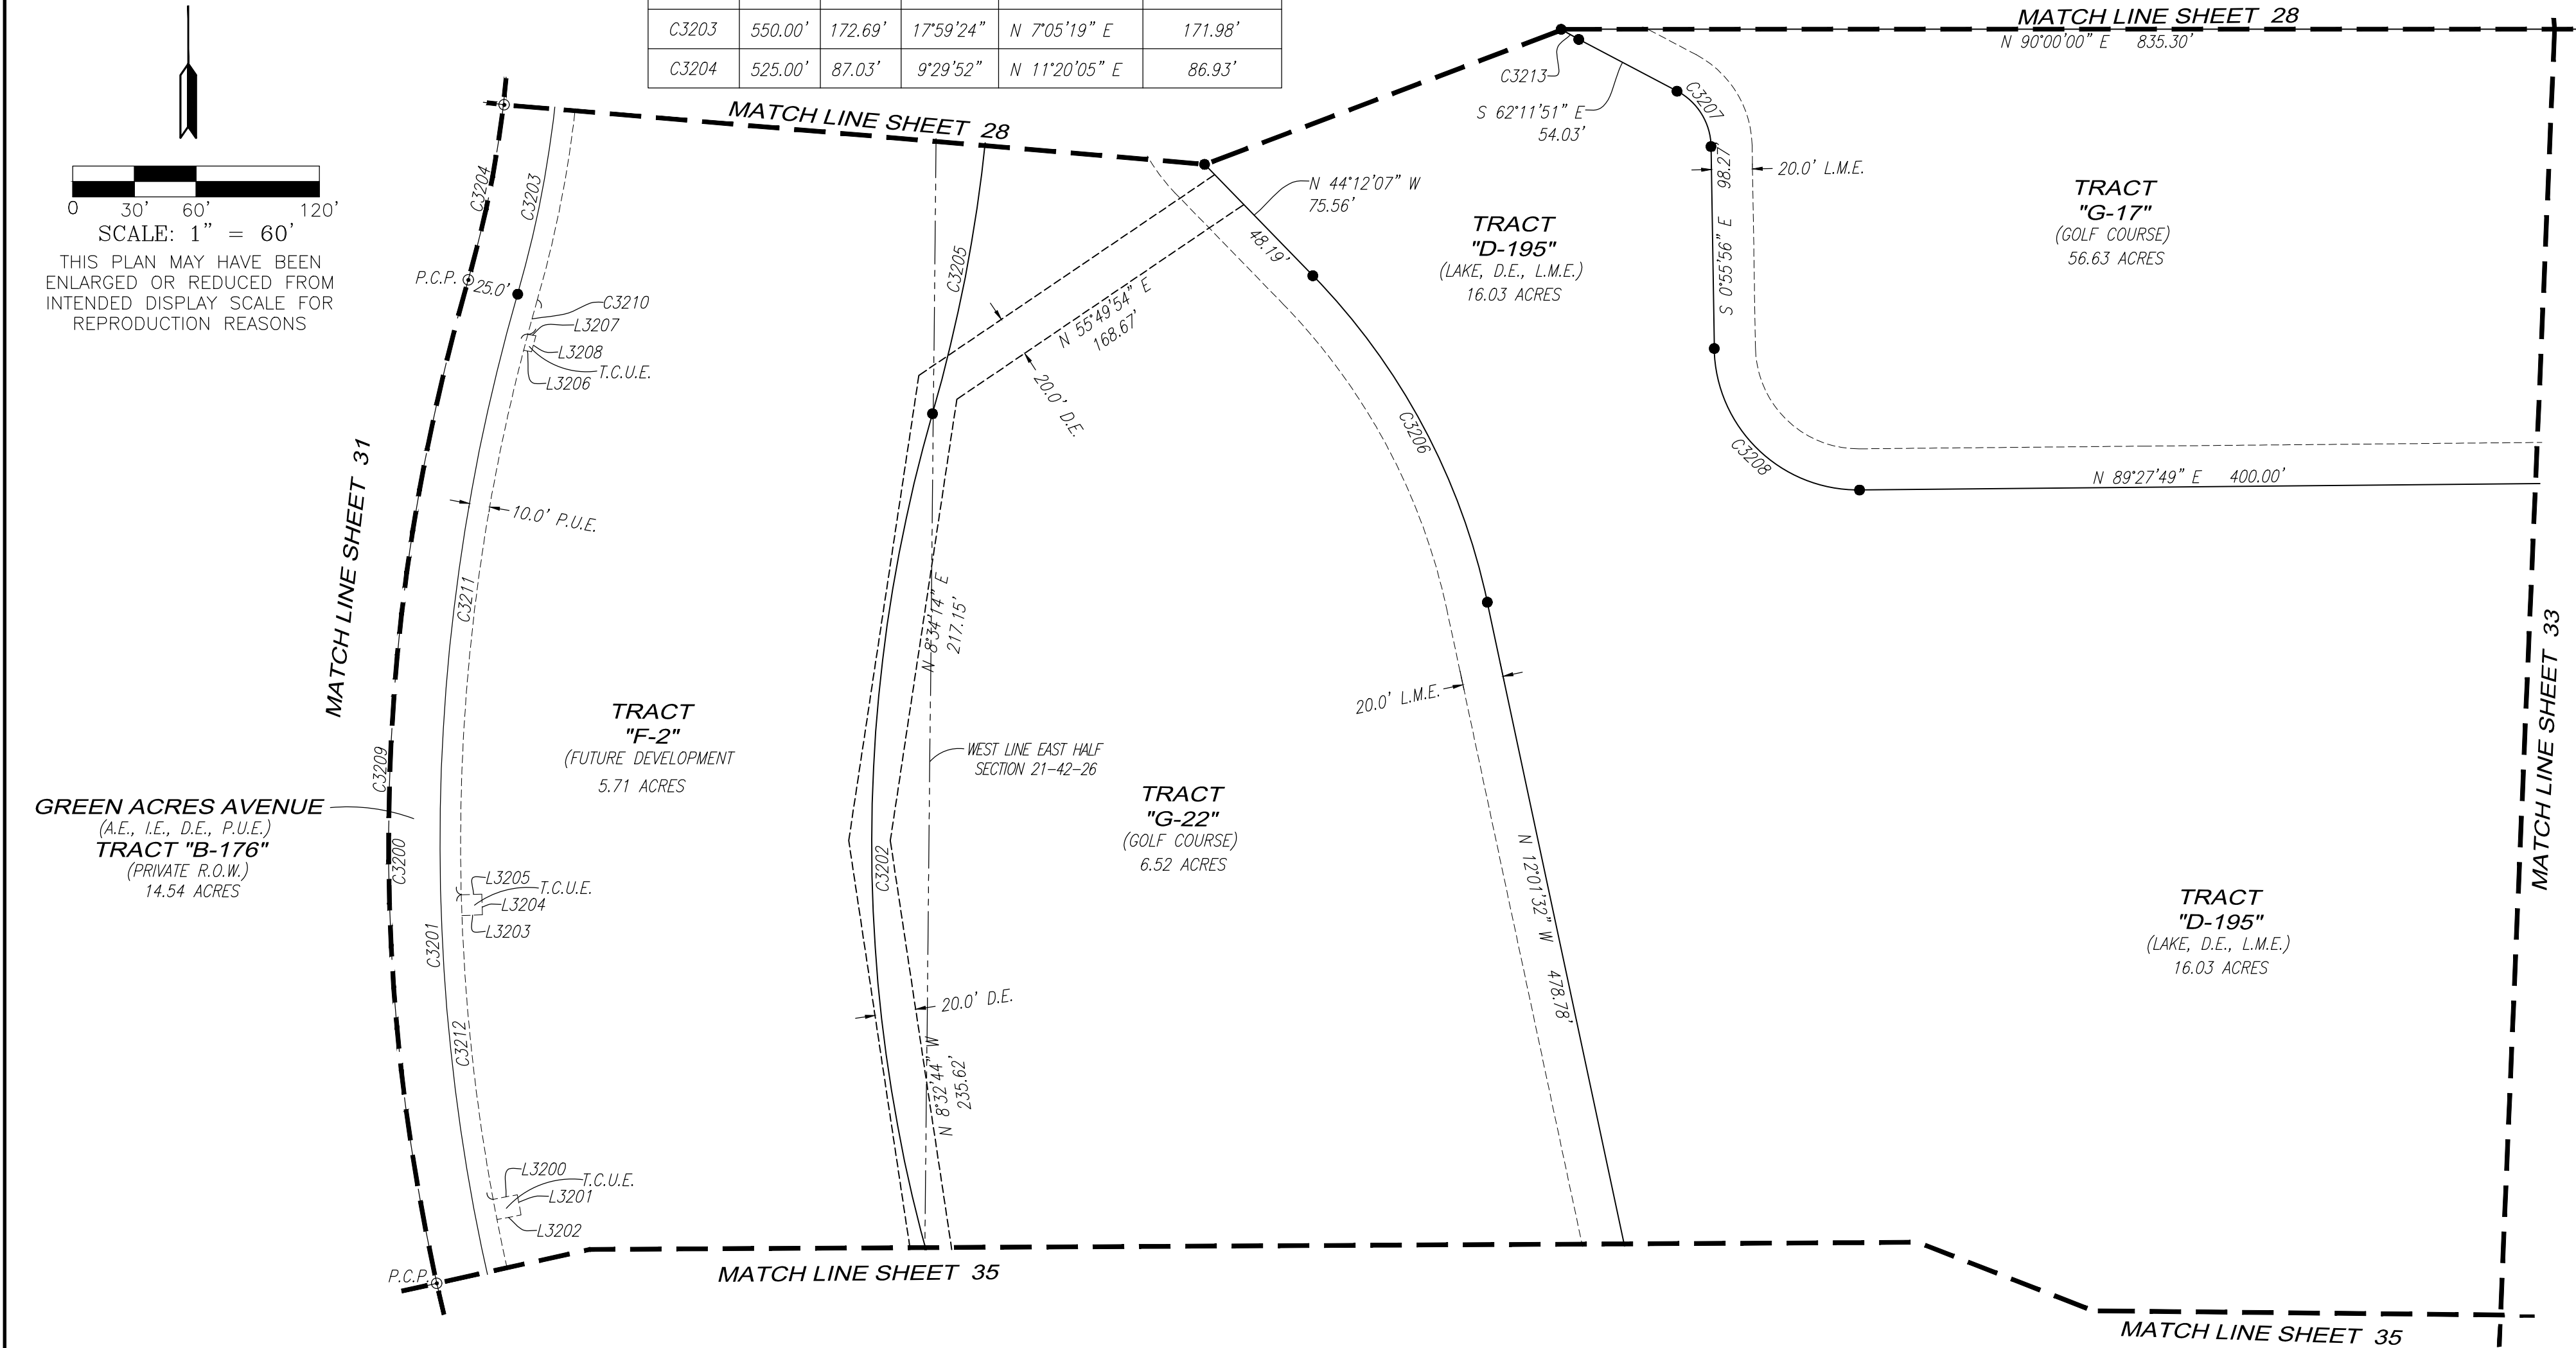 C3203 550.00' 172.69' 17°59'24" N 7°05'19" E 171.98'
C3204 525.00' 87.03' 9°29'52" N 11°20'05" E 86.93'
0 30' 60' 120'
SCALE: 1" = 60'
THIS PLAN MAY HAVE BEEN
ENLARGED OR REDUCED FROM
INTENDED DISPLAY SCALE FOR
REPRODUCTION REASONS
MATCH LINE SHEET 28
MATCH LINE SHEET 28
N 90°00'00" E 835.30'
C3213
S 62°11'51" E
54.03'
C3207
98.27'
S 0°55'56" E
20.0' L.M.E.
TRACT
"G-17"
(GOLF COURSE)
56.63 ACRES
TRACT
"D-195"
(LAKE, D.E., L.M.E.)
16.03 ACRES
N 44°12'07" W
75.56'
48.19'
C3204
C3203
C3205
P.C.P.
25.0'
C3210
L3207
L3208
T.C.U.E.
L3206
N 55°49'54" E
168.67'
20.0' D.E.
C3206
C3208
N 89°27'49" E 400.00'
MATCH LINE SHEET 31
10.0' P.U.E.
C3211
N 8°34'14" E
217.15'
20.0' L.M.E.
MATCH LINE SHEET 33
TRACT
"F-2"
(FUTURE DEVELOPMENT
5.71 ACRES
WEST LINE EAST HALF
SECTION 21-42-26
TRACT
"G-22"
(GOLF COURSE)
6.52 ACRES
C3209
GREEN ACRES AVENUE
(A.E., I.E., D.E., P.U.E.)
TRACT "B-176"
(PRIVATE R.O.W.)
14.54 ACRES
C3200
C3202
L3205
T.C.U.E.
L3204
L3203
C3201
N 12°01'32" W 478.78'
TRACT
"D-195"
(LAKE, D.E., L.M.E.)
16.03 ACRES
20.0' D.E.
C3212
N 8°32'44" W
235.62'
L3200
T.C.U.E.
L3201
L3202
P.C.P.
MATCH LINE SHEET 35
MATCH LINE SHEET 35